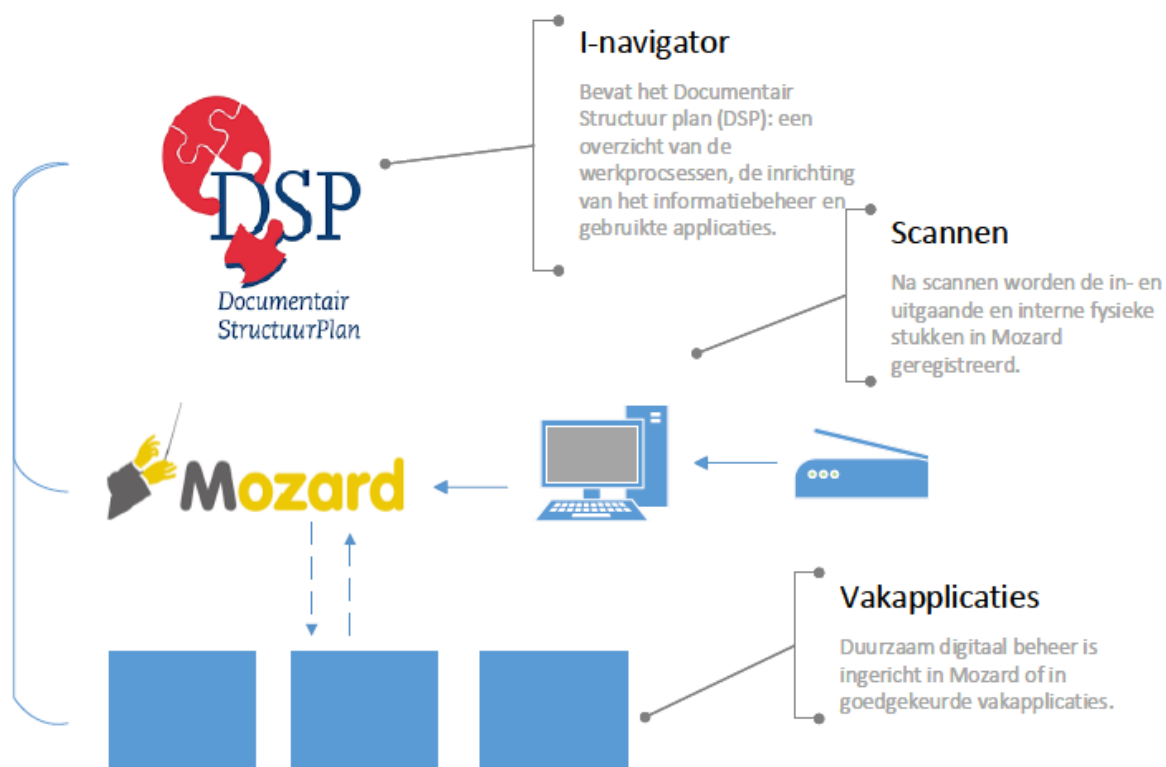 I-navigator
Bevat het Documentair
Structuur plan (DSP): een
overzicht van de
werkprocsessen, de inrichting
van het informatiebeheer en
gebruikte applicaties.
DSP
Documentair
StructuurPlan
Scannen
Na scannen worden de in- en
uitgaande en interne fysieke
stukken in Mozard
geregistreerd.
Mozard
Vakapplicaties
Duurzaam digitaal beheer is
ingericht in Mozard of in
goedgekeurde vakapplicaties.